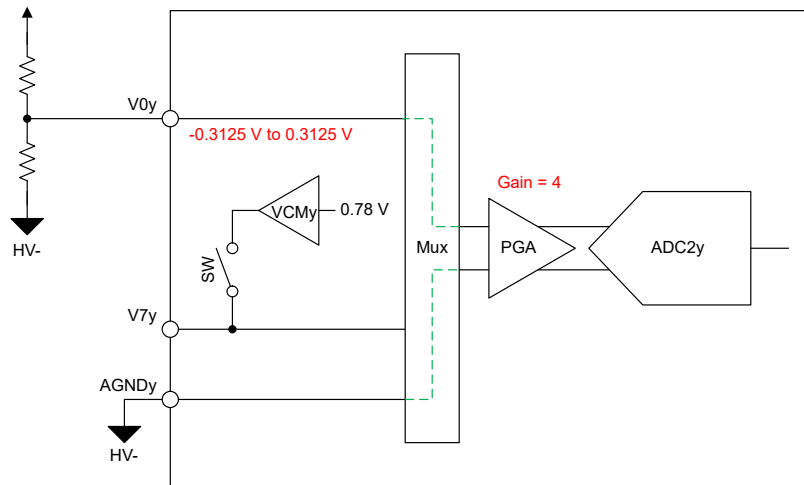 V0y
-0.3125 V to 0.3125 V
Gain = 4
VCMy
0.78 V
HV-
Mux
PGA
ADC2y
SW
V7y
AGNDy
HV-